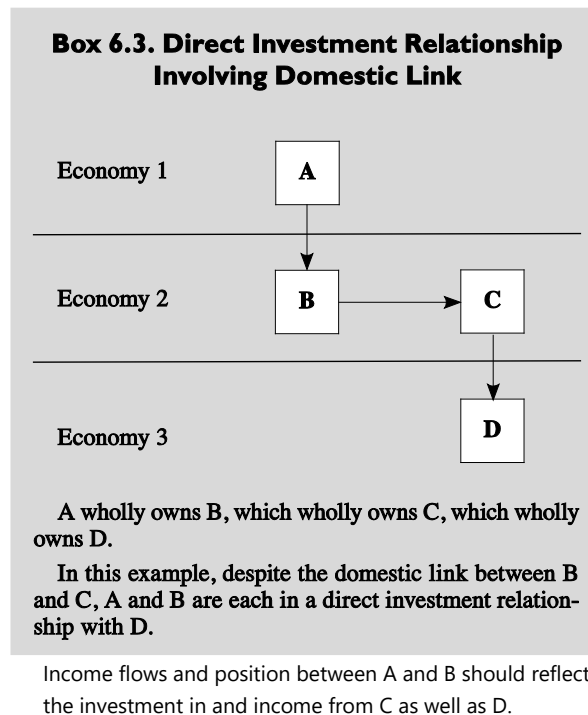 Box 6.3. Direct Investment Relationship
Involving Domestic Link
Economy 1
A
Economy 2
B
C
Economy 3
D
A wholly owns B, which wholly owns C, which wholly
owns D.
In this example, despite the domestic link between B
and C, A and B are each in a direct investment relation-
ship with D.
Income flows and position between A and B should reflect
the investment in and income from C as well as D.